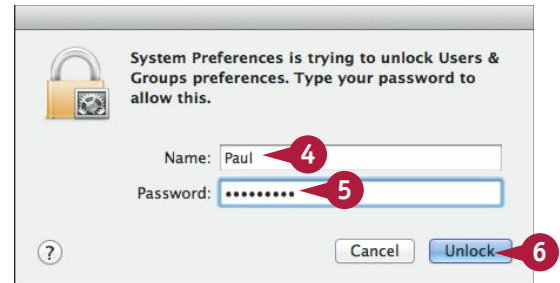 System Preferences is trying to unlock Users &
Groups preferences. Type your password to
allow this.
Name: Paul 4
Password: ••••••••• 5
? Cancel Unlock 6